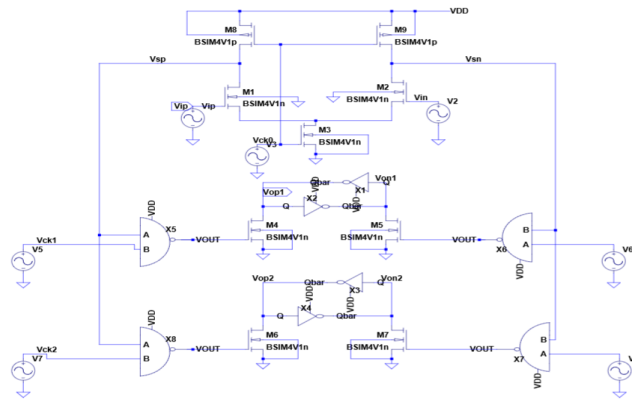 M8
BSIM4V1p
M9
BSIM4V1p
VDD
Vsp
Vsn
M1
BSIM4V1n
Vip
Vip
M2
BSIM4V1n
Vin
V2
M3
BSIM4V1n
Vck0
V3
Vop1
Qbar
VDD
X1
Q
Von1
Q
X2
Qbar
VDD
Vck1
V5
A
B
VDD
X5
VOUT
M4
BSIM4V1n
M5
BSIM4V1n
VOUT
X6
B
A
VDD
V6
Vop2
Qbar
VDD
X3
Q
Von2
Q
X4
Qbar
VDD
Vck2
V7
A
B
VDD
X8
VOUT
M6
BSIM4V1n
M7
BSIM4V1n
VOUT
X7
B
A
VDD